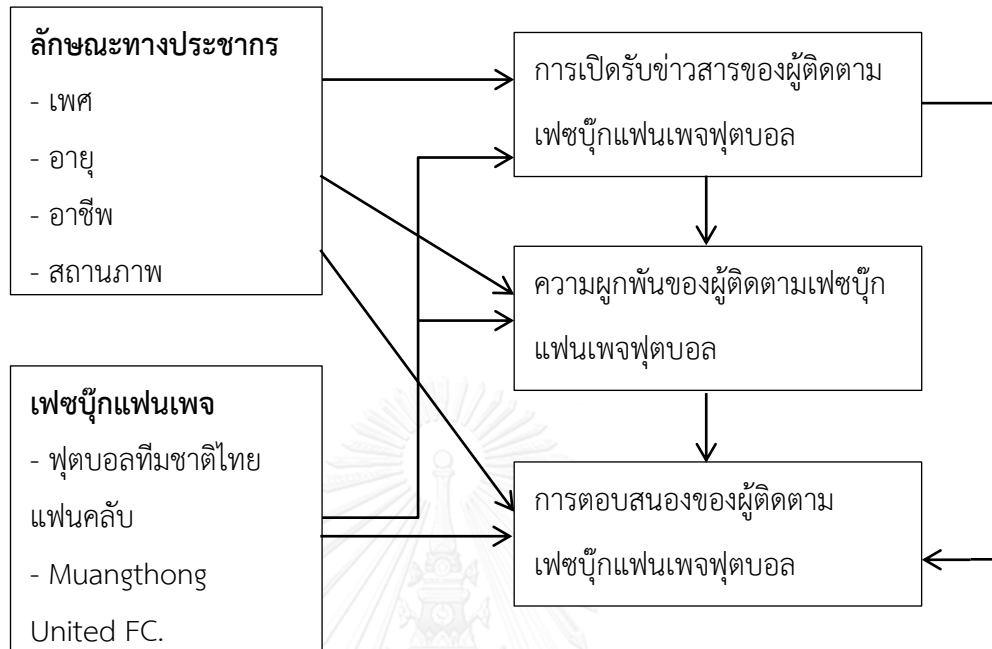 ลักษณะทางประชากร
- เพศ
- อายุ
- อาชีพ
- สถานภาพ
เฟซบุ๊กแฟนเพจ
- ฟุตบอลทีมชาติไทย
แฟนคลับ
- Muangthong
United FC.
การเปิดรับข่าวสารของผู้ติดตาม
เฟซบุ๊กแฟนเพจฟุตบอล
ความผูกพันของผู้ติดตามเฟซบุ๊ก
แฟนเพจฟุตบอล
การตอบสนองของผู้ติดตาม
เฟซบุ๊กแฟนเพจฟุตบอล